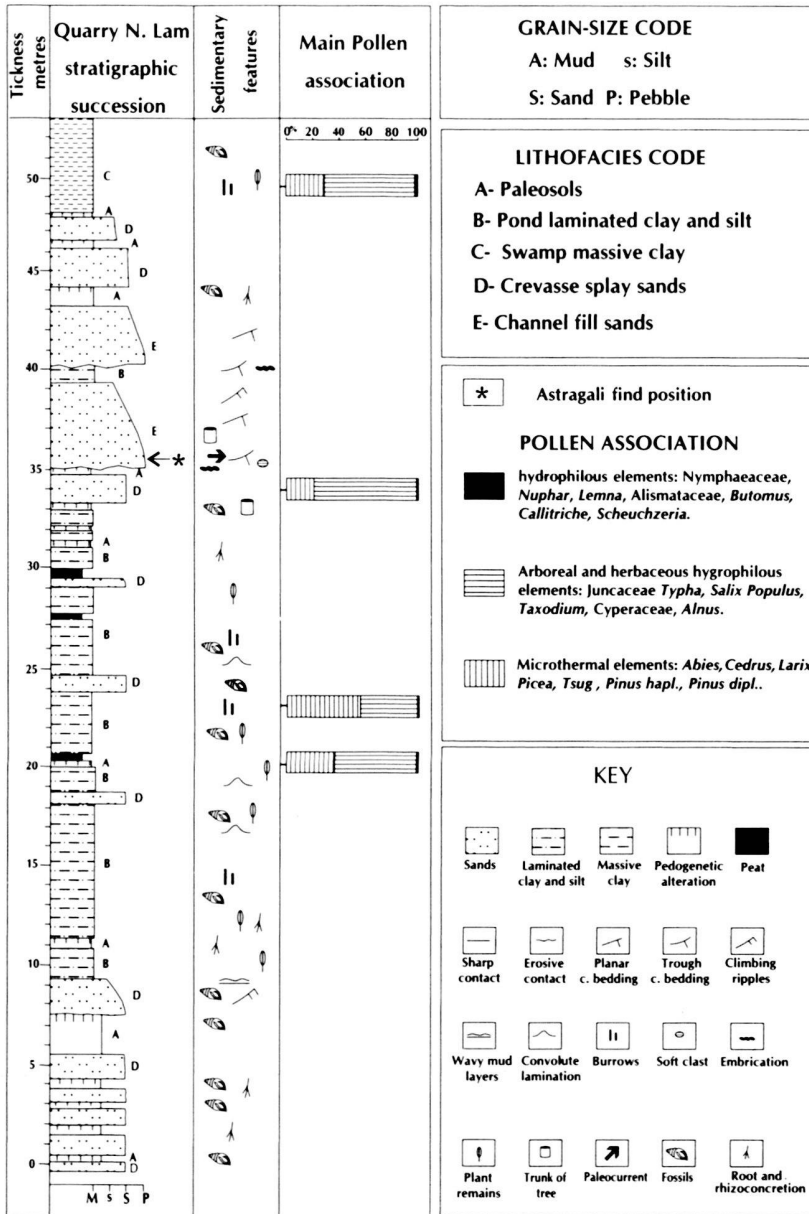 Tickness
metres
Quarry N. Lam
stratigraphic
succession
Sedimentary
features
Main Pollen
association
0% 20 60 100
50
45
40
35
30
25
20
15
10
5
0
C
A
D
A
D
A
E
B
E
A
D
A
B
D
B
D
B
A
B
D
B
A
B
D
A
D
A
D
M s S P
*
GRAIN-SIZE CODE
A: Mud s: Silt
S: Sand P: Pebble
LITHOFACIES CODE
A- Paleosols
B- Pond laminated clay and silt
C- Swamp massive clay
D- Crevasse splay sands
E- Channel fill sands
* Astragali find position
POLLEN ASSOCIATION
hydrophilous elements: Nymphaeaceae,
Nuphar, Lemna, Alismataceae, Butomus,
Callitriche, Scheuchzeria.
Arboreal and herbaceous hygrophilous
elements: Juncaceae Typha, Salix Populus,
Taxodium, Cyperaceae, Alnus.
Microthermal elements: Abies, Cedrus, Larix
Picea, Tsug , Pinus hapl., Pinus dipl..
KEY
Sands
Laminated
clay and silt
Massive
clay
Pedogenetic
alteration
Peat
Sharp
contact
Erosive
contact
Planar
c. bedding
Trough
c. bedding
Climbing
ripples
Wavy mud
layers
Convolute
lamination
Burrows
Soft clast
Embrication
Plant
remains
Trunk of
tree
Paleocurrent
Fossils
Root and
rhizoconcretion